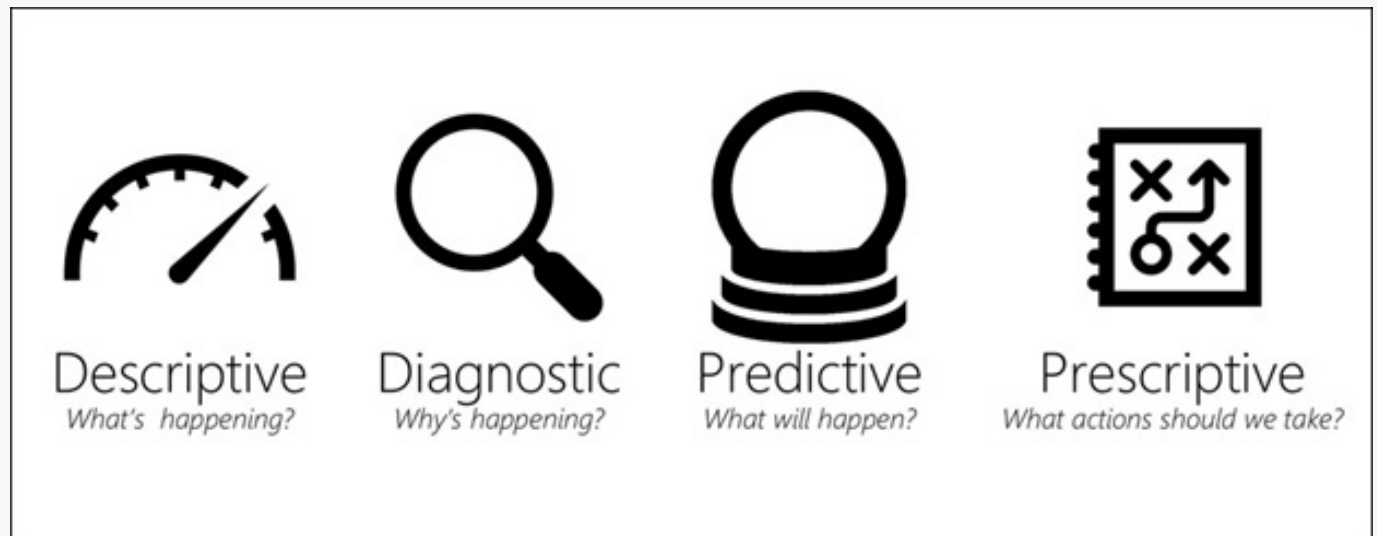 Descriptive
What's happening?
Diagnostic
Why's happening?
Predictive
What will happen?
Prescriptive
What actions should we take?